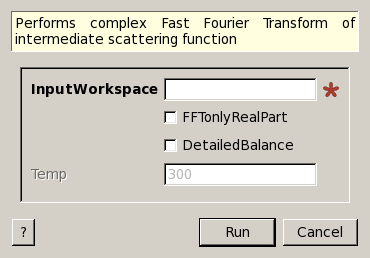 Performs complex Fast Fourier Transform of
intermediate scattering function
InputWorkspace
FFTonlyRealPart
DetailedBalance
Temp 300
? Run Cancel